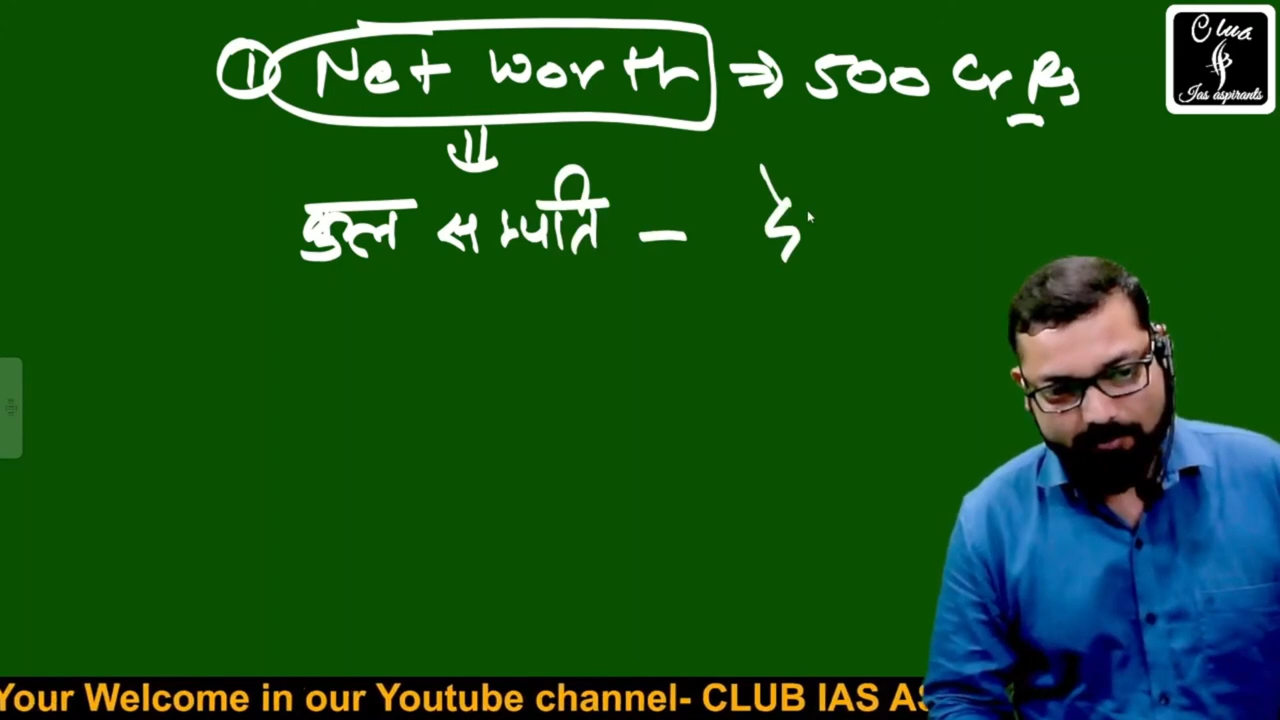 ① Net worth ⇒ 500 Cr Rs
⇓
कुल सम्पति -
Club
Ias aspirants
Your Welcome in our Youtube channel- CLUB IAS AS